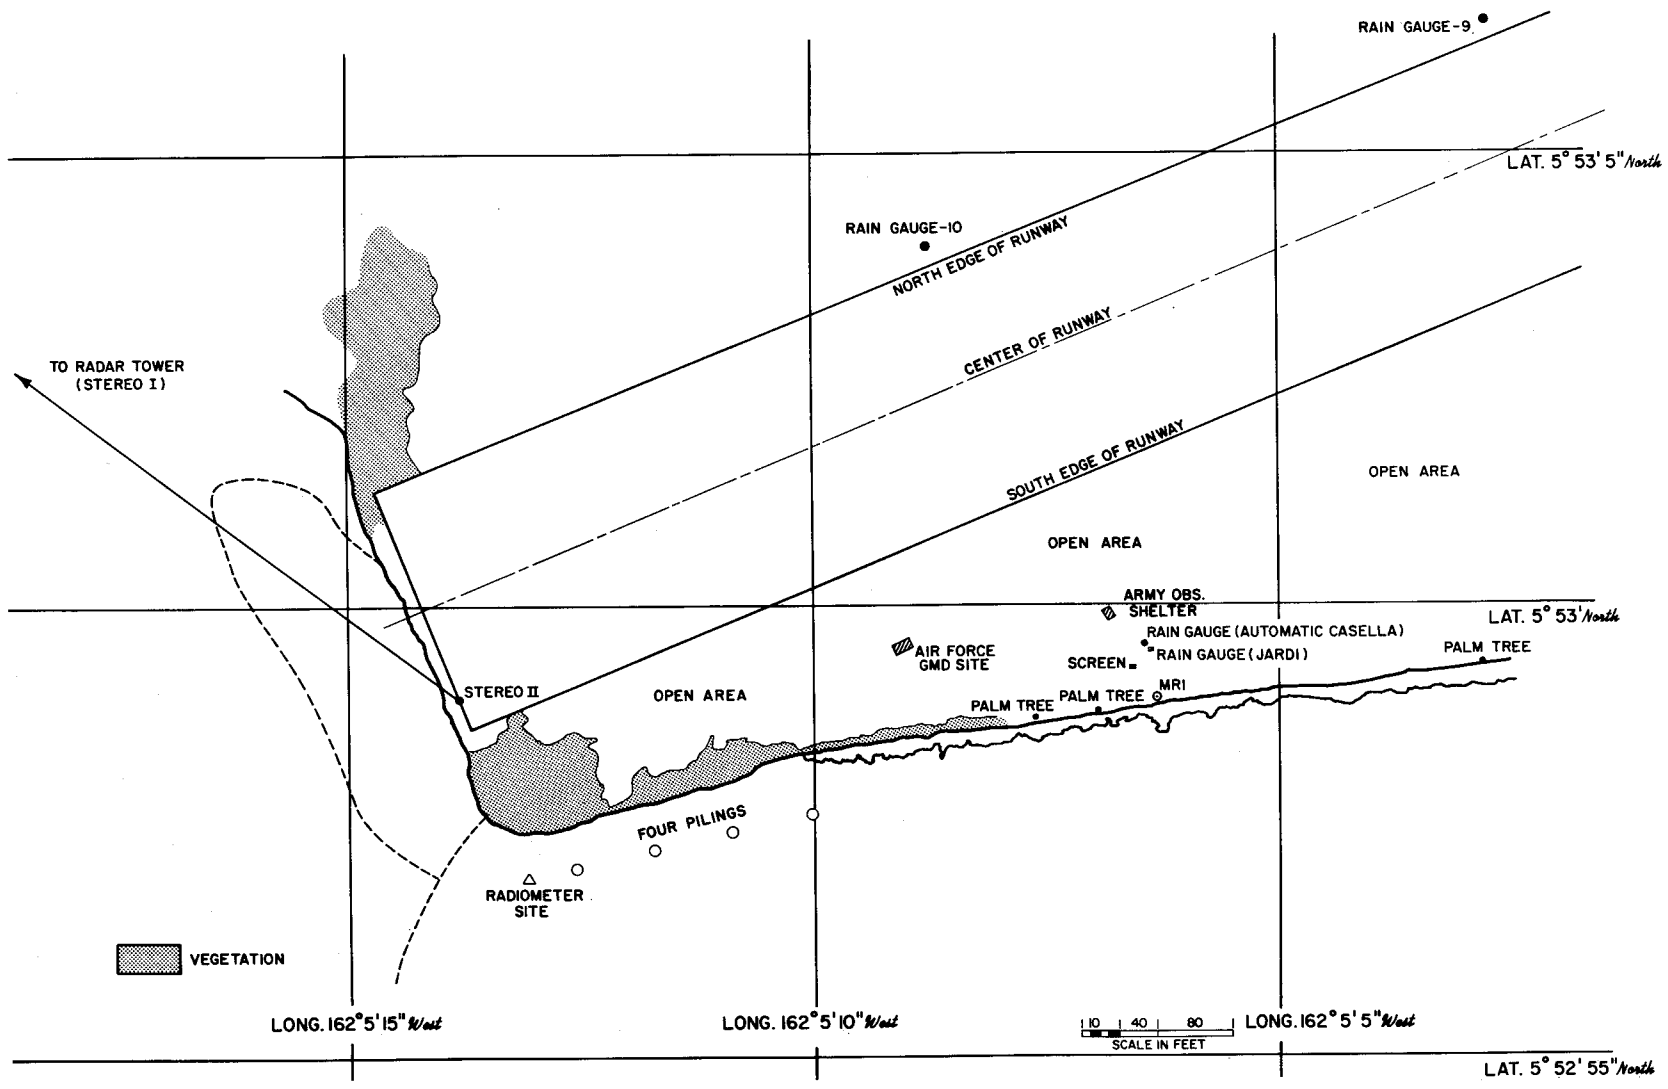 RAIN GAUGE-9
LAT. 5° 53' 5" North
RAIN GAUGE-10
NORTH EDGE OF RUNWAY
CENTER OF RUNWAY
TO RADAR TOWER
(STEREO I)
SOUTH EDGE OF RUNWAY
OPEN AREA
OPEN AREA
ARMY OBS.
SHELTER
LAT. 5° 53' North
RAIN GAUGE (AUTOMATIC CASELLA)
RAIN GAUGE (JARDI)
AIR FORCE
GMD SITE
SCREEN
PALM TREE
STEREO II
OPEN AREA
MRI
PALM TREE
PALM TREE
FOUR PILINGS
RADIOMETER
SITE
VEGETATION
LONG. 162° 5' 15" West
LONG. 162° 5' 10" West
10 40 80
SCALE IN FEET
LONG. 162° 5' 5" West
LAT. 5° 52' 55" North